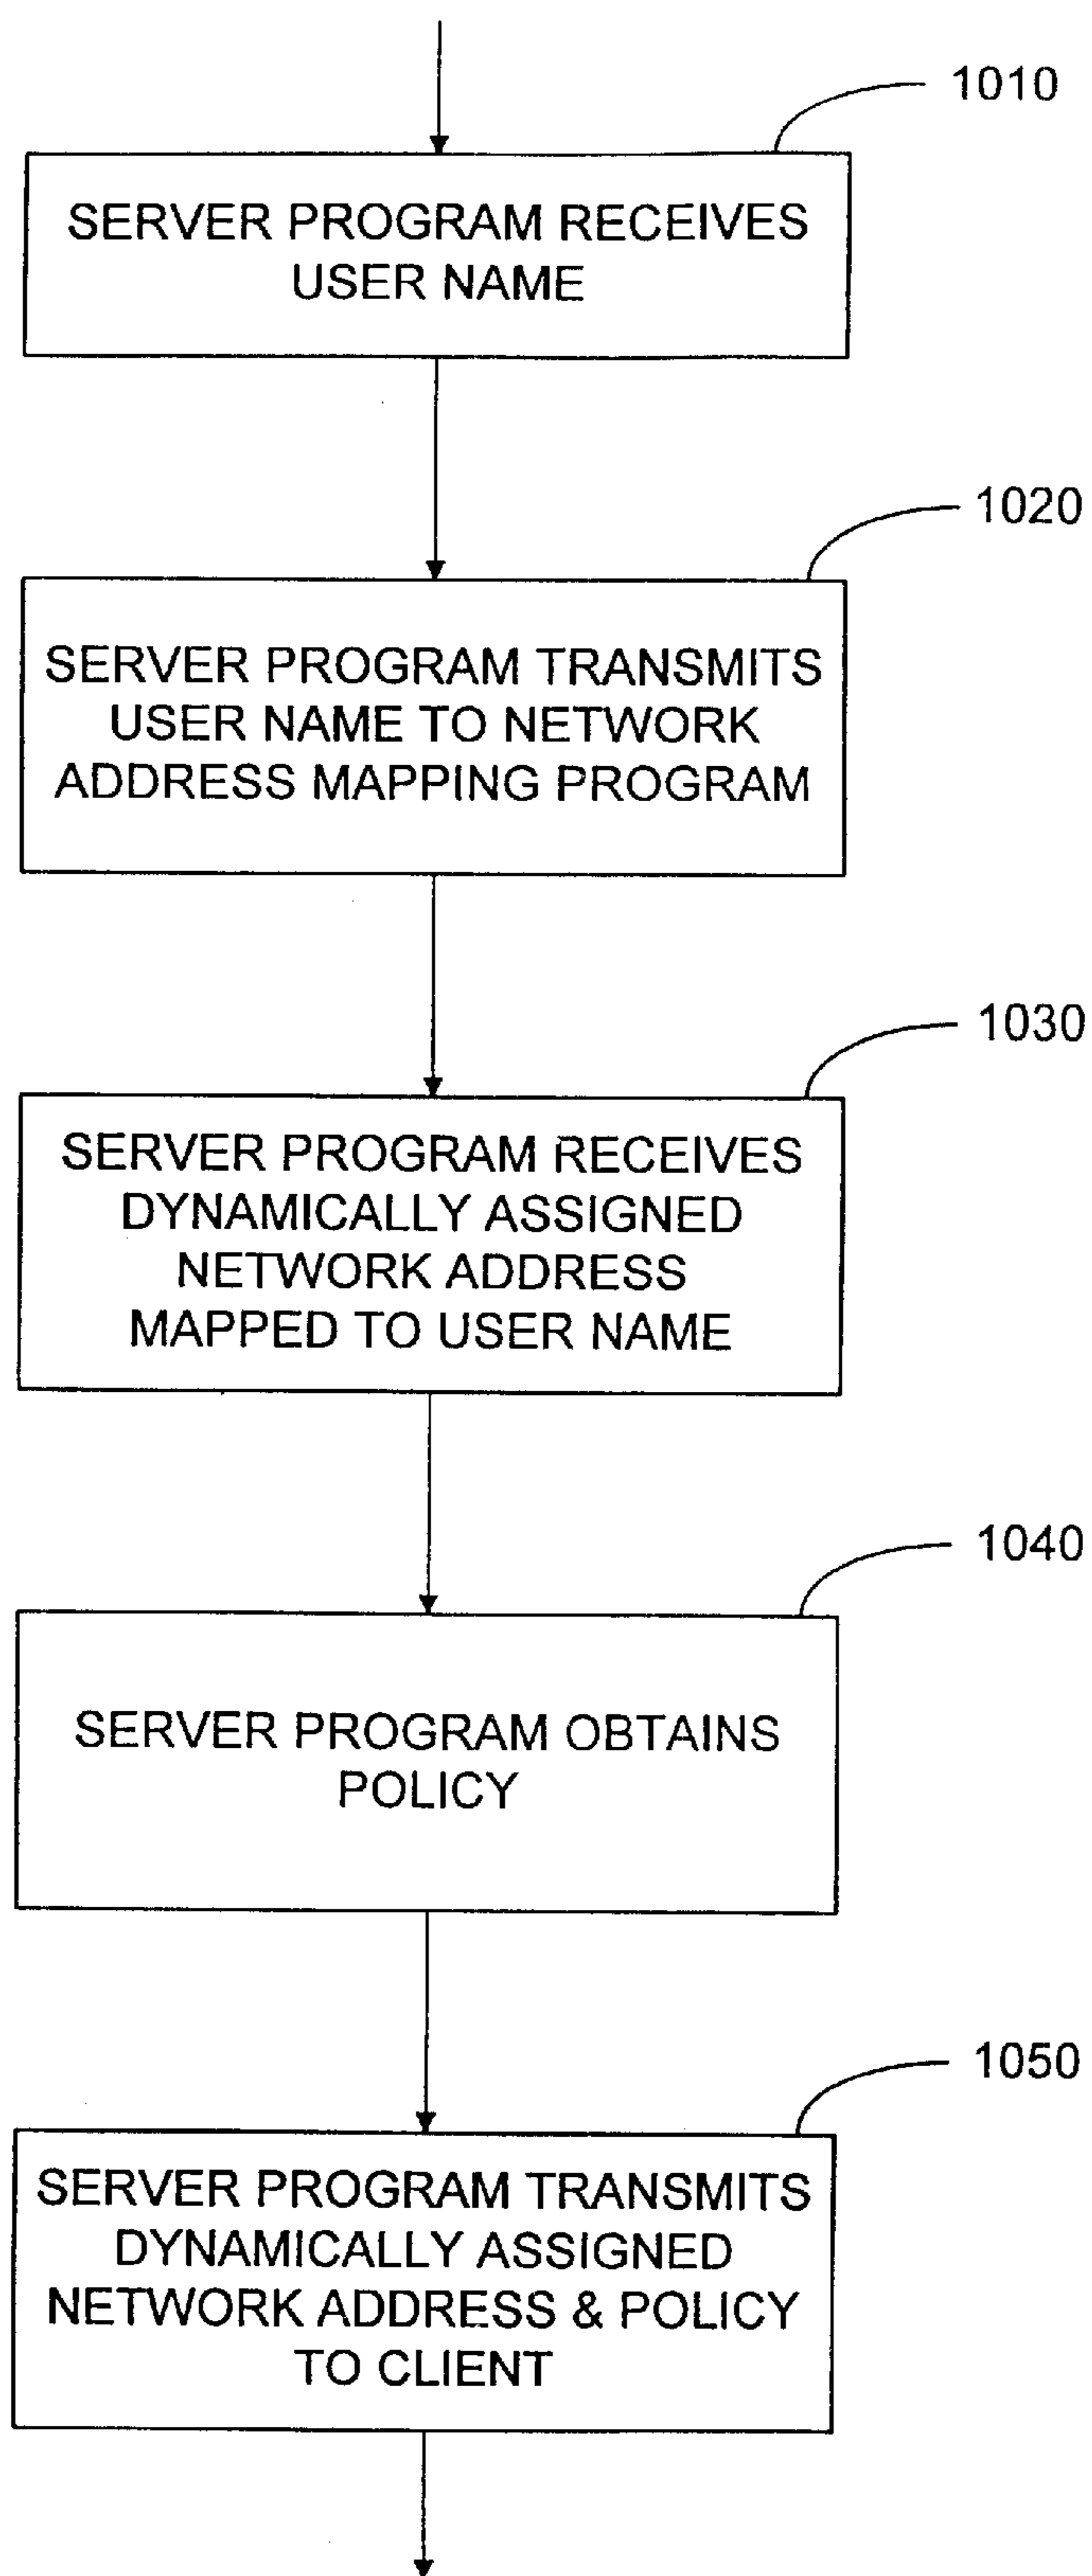 1010
SERVER PROGRAM RECEIVES
USER NAME
1020
SERVER PROGRAM TRANSMITS
USER NAME TO NETWORK
ADDRESS MAPPING PROGRAM
1030
SERVER PROGRAM RECEIVES
DYNAMICALLY ASSIGNED
NETWORK ADDRESS
MAPPED TO USER NAME
1040
SERVER PROGRAM OBTAINS
POLICY
1050
SERVER PROGRAM TRANSMITS
DYNAMICALLY ASSIGNED
NETWORK ADDRESS & POLICY
TO CLIENT